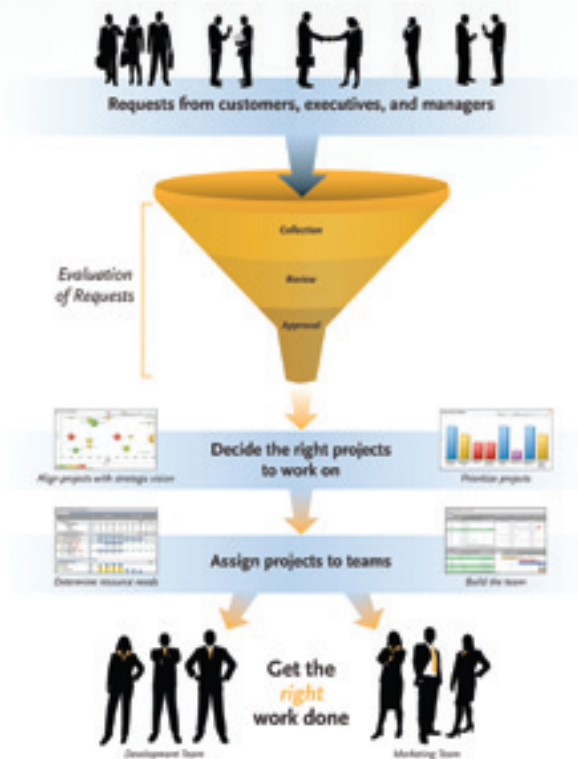 Requests from customers, executives, and managers
Collection
Evaluation
of Requests
Review
Approval
Decide the right projects
to work on
Align projects with strategic vision
Prioritize projects
Assign projects to teams
Determine resource needs
Build the team
Get the
right
work done
Development Team
Marketing Team